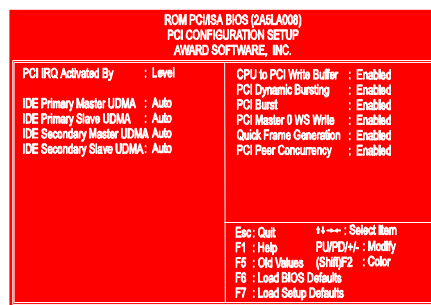 ROM PCI/ISA BIOS (2A5LA008)
PCI CONFIGURATION SETUP
AWARD SOFTWARE, INC.
PCI IRQ Activated By : Level
IDE Primary Master UDMA : Auto
IDE Primary Slave UDMA : Auto
IDE Secondary Master UDMA Auto
IDE Secondary Slave UDMA: Auto
CPU to PCI Write Buffer : Enabled
PCI Dynamic Bursting : Enabled
PCI Burst : Enabled
PCI Master 0 WS Write : Enabled
Quick Frame Generation : Enabled
PCI Peer Concurrency : Enabled
Esc: Quit ↑↓→← : Select Item
F1 : Help PU/PD/+/- : Modify
F5 : Old Values (Shift)F2 : Color
F6 : Load BIOS Defaults
F7 : Load Setup Defaults